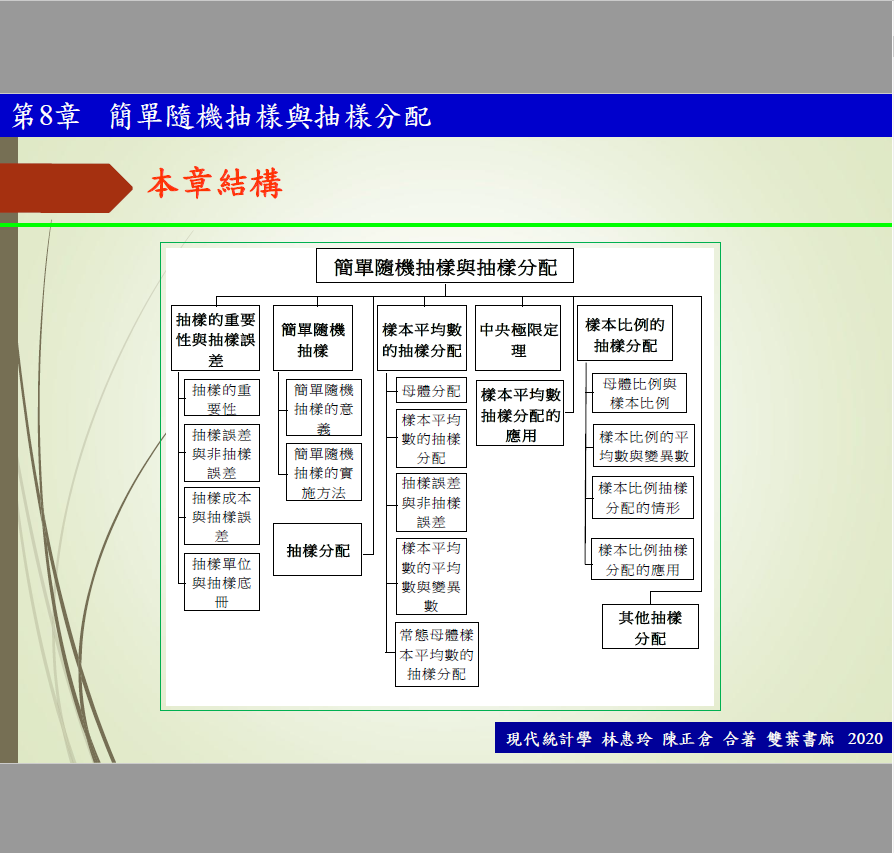 第8章 簡單隨機抽樣與抽樣分配
本章結構
簡單隨機抽樣與抽樣分配
抽樣的重要
性與抽樣誤
差
抽樣的重
要性
抽樣誤差
與非抽樣
誤差
抽樣成本
與抽樣誤
差
抽樣單位
與抽樣底
冊
簡單隨機
抽樣
簡單隨機
抽樣的意
義
簡單隨機
抽樣的實
施方法
抽樣分配
樣本平均數
的抽樣分配
母體分配
樣本平均
數的抽樣
分配
抽樣誤差
與非抽樣
誤差
樣本平均
數的平均
數與變異
數
常態母體樣
本平均數的
抽樣分配
中央極限定
理
樣本平均數
抽樣分配的
應用
樣本比例的
抽樣分配
母體比例與
樣本比例
樣本比例的平
均數與變異數
樣本比例抽樣
分配的情形
樣本比例抽樣
分配的應用
其他抽樣
分配
現代統計學 林惠玲 陳正倉 合著 雙葉書廊 2020